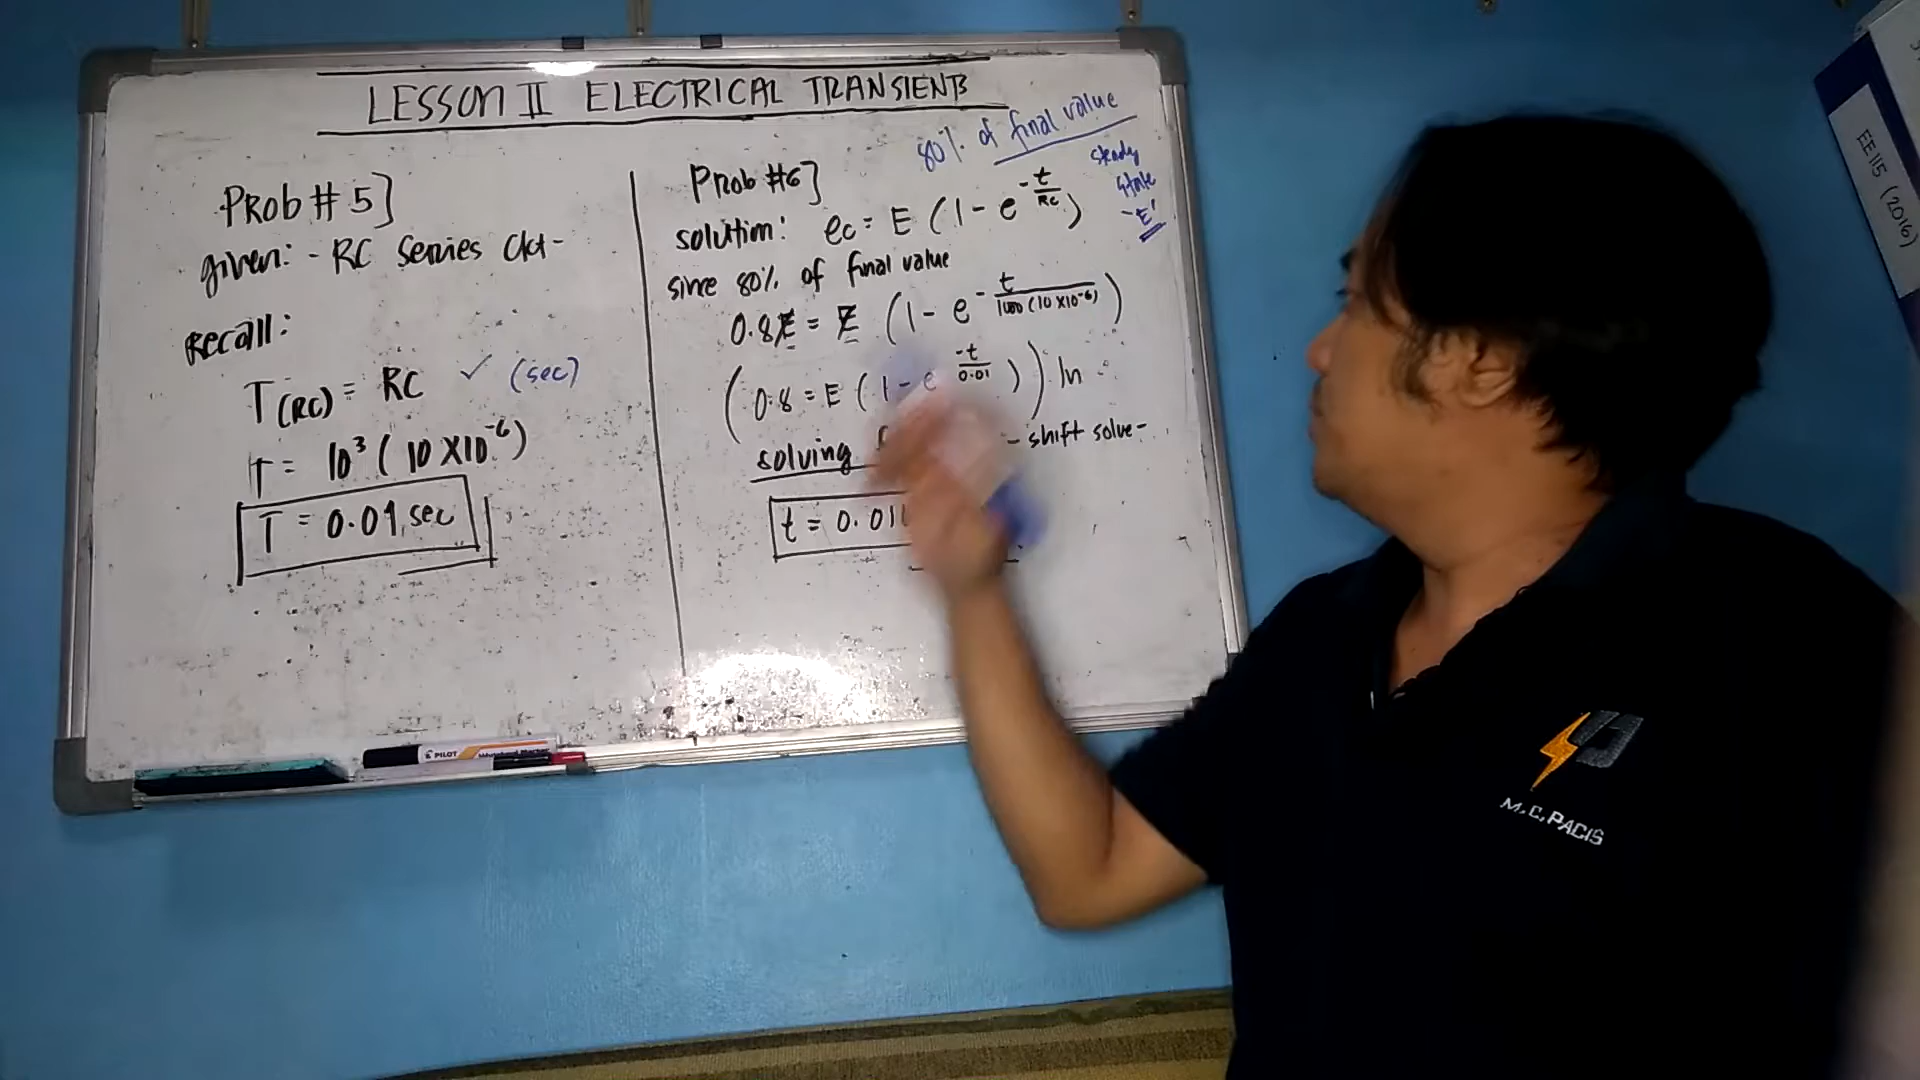 LESSON II ELECTRICAL TRANSIENTS
PROB # 5]
given: - RC Series Ckt -
Recall:
T(RC) = RC ✓ (sec)
T = 10³ ( 10 X10⁻⁶)
T = 0.01 sec
80% of final value
steady
state
- E'
Prob #6]
solution: ec = E (1 - e^-t/RC)
since 80% of final value
0.8E = E (1 - e^-t/1000(10x10⁻⁶))
(0.8 = E (1 - e^-t/0.01)) ln
solving - shift solve -
t = 0.01
PILOT
EE115 (2016)
M.C.PACIS